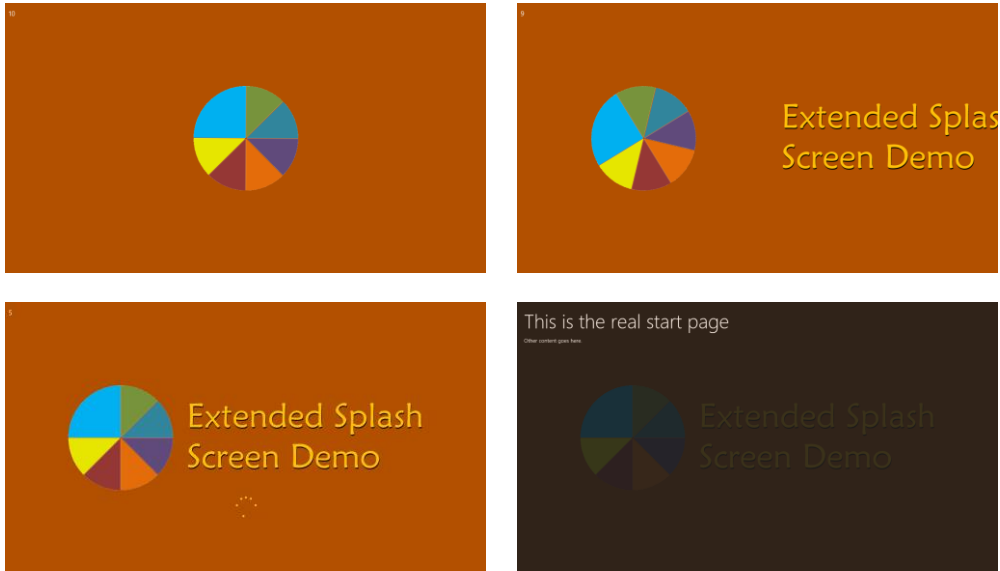 10
9
Extended Splas
Screen Demo
5
Extended Splash
Screen Demo
This is the real start page
Other content goes here
Extended Splash
Screen Demo